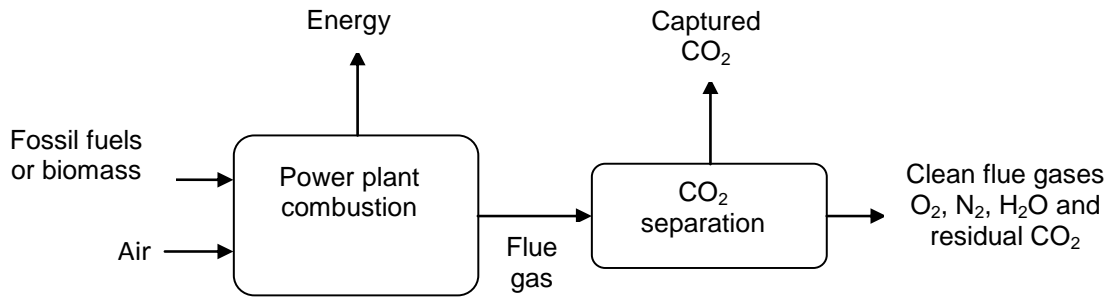 Energy
Captured
CO₂
Fossil fuels
or biomass
Power plant
combustion
CO₂
separation
Clean flue gases
O₂, N₂, H₂O and
residual CO₂
Air
Flue
gas